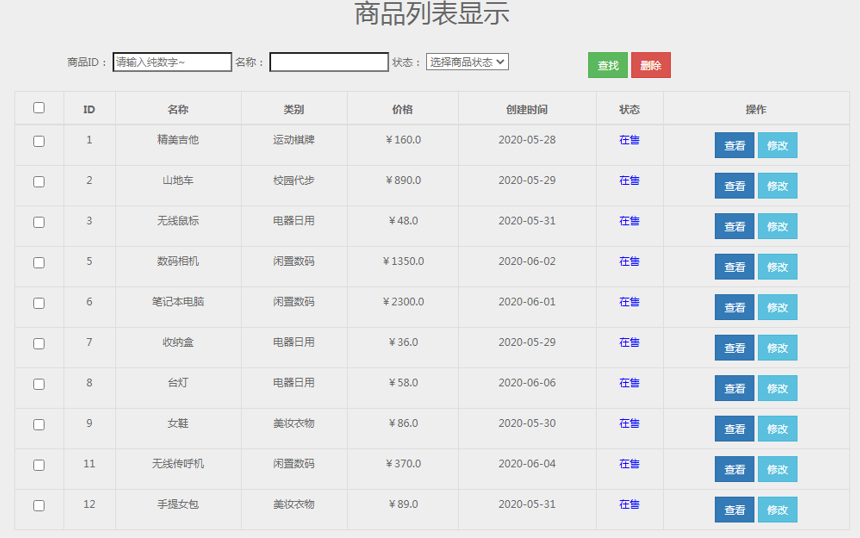 商品列表显示
商品ID： 请输入纯数字~ 名称： 状态： 选择商品状态 查找 删除
ID 名称 类别 价格 创建时间 状态 操作
1 精美吉他 运动棋牌 ¥160.0 2020-05-28 在售 查看 修改
2 山地车 校园代步 ¥890.0 2020-05-29 在售 查看 修改
3 无线鼠标 电器日用 ¥48.0 2020-05-31 在售 查看 修改
5 数码相机 闲置数码 ¥1350.0 2020-06-02 在售 查看 修改
6 笔记本电脑 闲置数码 ¥2300.0 2020-06-01 在售 查看 修改
7 收纳盒 电器日用 ¥36.0 2020-05-29 在售 查看 修改
8 台灯 电器日用 ¥58.0 2020-06-06 在售 查看 修改
9 女鞋 美妆衣物 ¥86.0 2020-05-30 在售 查看 修改
11 无线传呼机 闲置数码 ¥370.0 2020-06-04 在售 查看 修改
12 手提女包 美妆衣物 ¥89.0 2020-05-31 在售 查看 修改